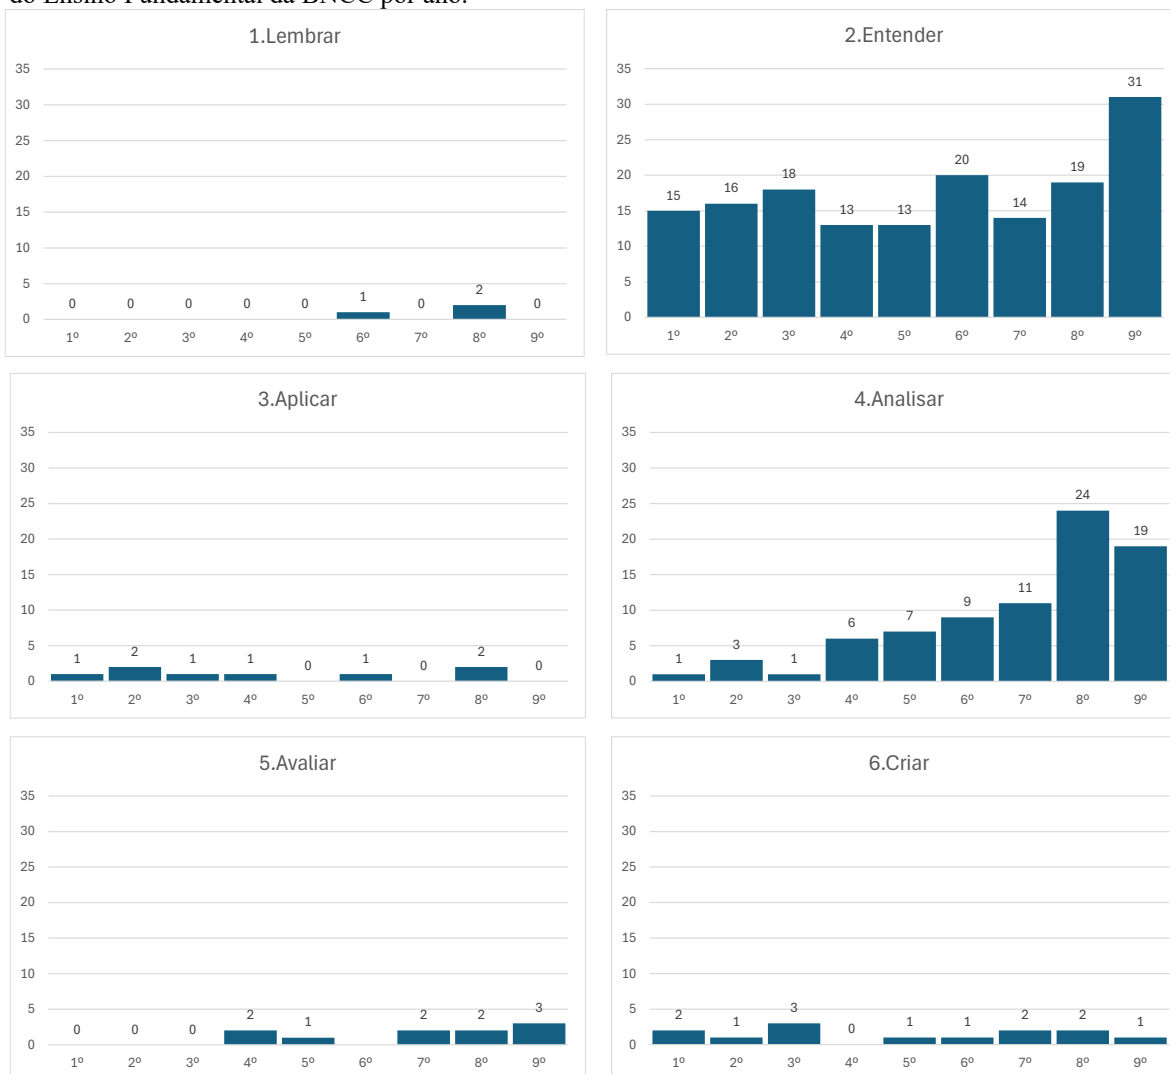 do Ensino Fundamental da BNCC por ano.
1.Lembrar
35
30
25
20
15
10
5
0
0 0 0 0 0 1 0 2 0
1º 2º 3º 4º 5º 6º 7º 8º 9º
2.Entender
35
30
25
20
15
10
5
0
15 16 18 13 13 20 14 19 31
1º 2º 3º 4º 5º 6º 7º 8º 9º
3.Aplicar
35
30
25
20
15
10
5
0
1 2 1 1 0 1 0 2 0
1º 2º 3º 4º 5º 6º 7º 8º 9º
4.Analisar
35
30
25
20
15
10
5
0
1 3 1 6 7 9 11 24 19
1º 2º 3º 4º 5º 6º 7º 8º 9º
5.Avaliar
35
30
25
20
15
10
5
0
0 0 0 2 1 2 2 3
1º 2º 3º 4º 5º 6º 7º 8º 9º
6.Criar
35
30
25
20
15
10
5
0
2 1 3 0 1 1 2 2 1
1º 2º 3º 4º 5º 6º 7º 8º 9º